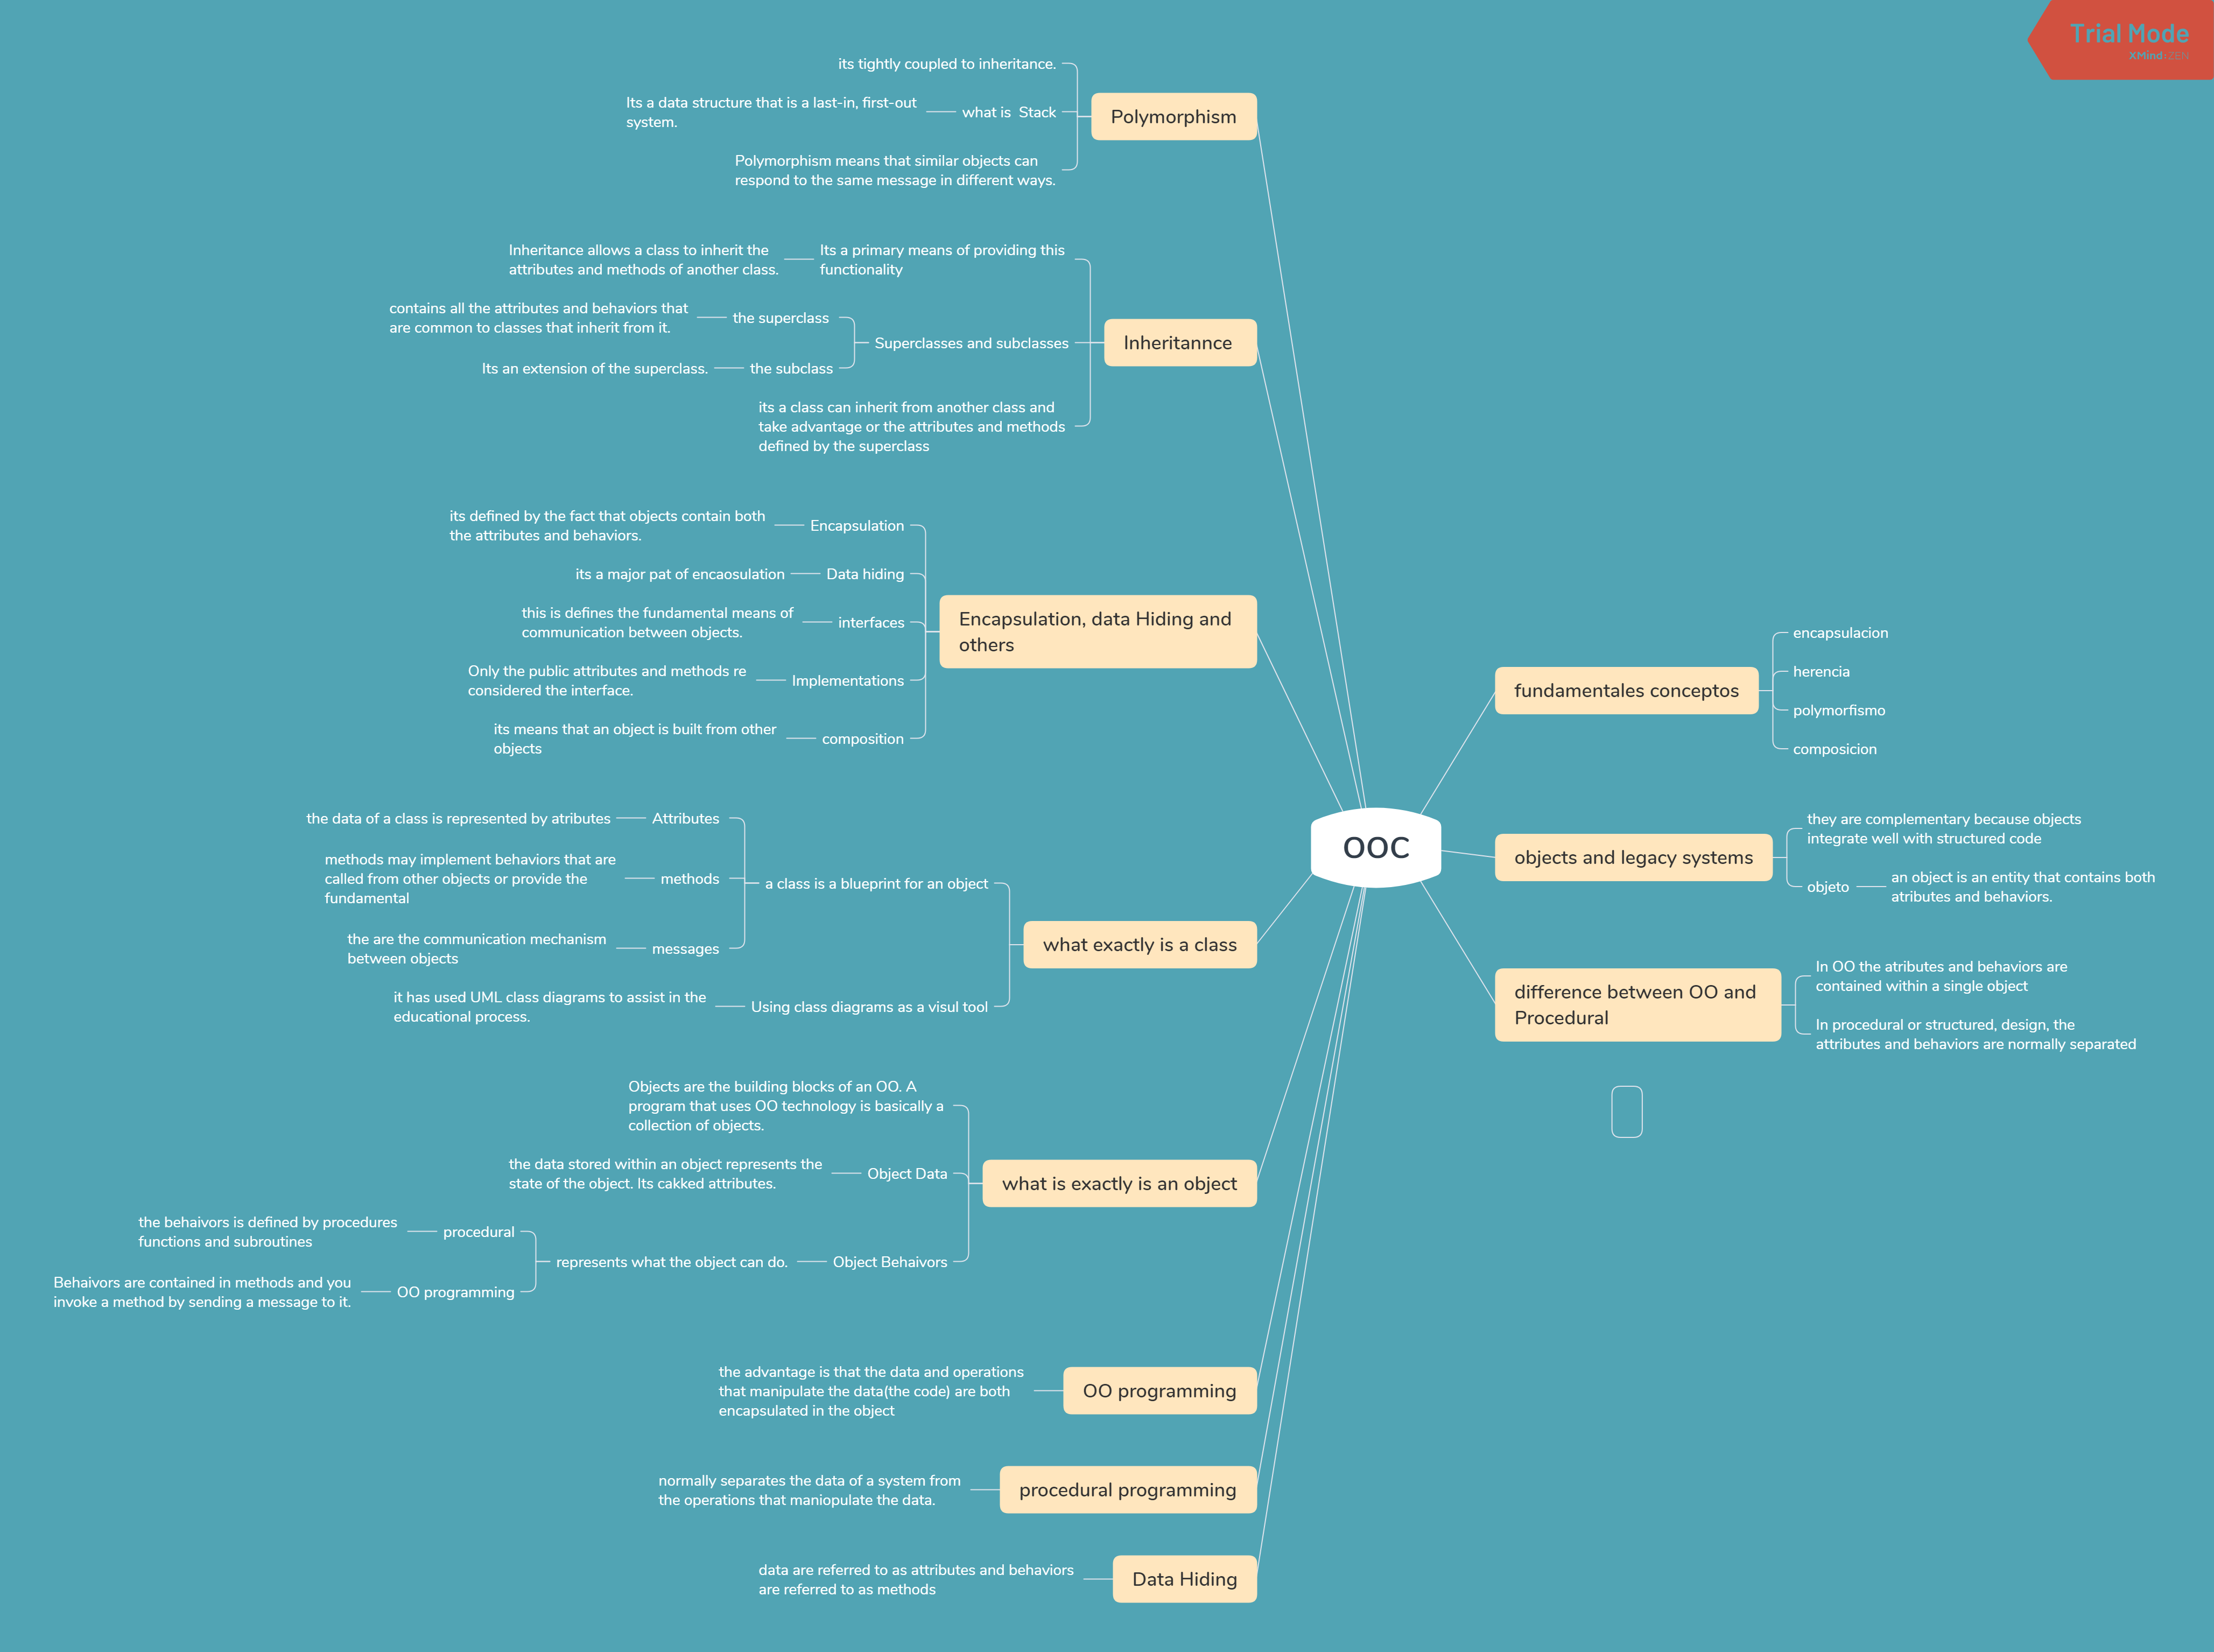 Trial Mode
XMind:ZEN
OOC
fundamentales conceptos
encapsulacion
herencia
polymorfismo
composicion
objects and legacy systems
they are complementary because objects
integrate well with structured code
objeto
an object is an entity that contains both
atributes and behaviors.
difference between OO and
Procedural
In OO the atributes and behaviors are
contained within a single object
In procedural or structured, design, the
attributes and behaviors are normally separated
Polymorphism
its tightly coupled to inheritance.
what is Stack
Its a data structure that is a last-in, first-out
system.
Polymorphism means that similar objects can
respond to the same message in different ways.
Inheritannce
Its a primary means of providing this
functionality
Inheritance allows a class to inherit the
attributes and methods of another class.
Superclasses and subclasses
the superclass
contains all the attributes and behaviors that
are common to classes that inherit from it.
the subclass
Its an extension of the superclass.
its a class can inherit from another class and
take advantage or the attributes and methods
defined by the superclass
Encapsulation, data Hiding and
others
Encapsulation
its defined by the fact that objects contain both
the attributes and behaviors.
Data hiding
its a major pat of encaosulation
interfaces
this is defines the fundamental means of
communication between objects.
Implementations
Only the public attributes and methods re
considered the interface.
composition
its means that an object is built from other
objects
what exactly is a class
a class is a blueprint for an object
Attributes
the data of a class is represented by atributes
methods
methods may implement behaviors that are
called from other objects or provide the
fundamental
messages
the are the communication mechanism
between objects
Using class diagrams as a visul tool
it has used UML class diagrams to assist in the
educational process.
what is exactly is an object
Objects are the building blocks of an OO. A
program that uses OO technology is basically a
collection of objects.
Object Data
the data stored within an object represents the
state of the object. Its cakked attributes.
Object Behaivors
represents what the object can do.
procedural
the behaivors is defined by procedures
functions and subroutines
OO programming
Behaivors are contained in methods and you
invoke a method by sending a message to it.
OO programming
the advantage is that the data and operations
that manipulate the data(the code) are both
encapsulated in the object
procedural programming
normally separates the data of a system from
the operations that maniopulate the data.
Data Hiding
data are referred to as attributes and behaviors
are referred to as methods